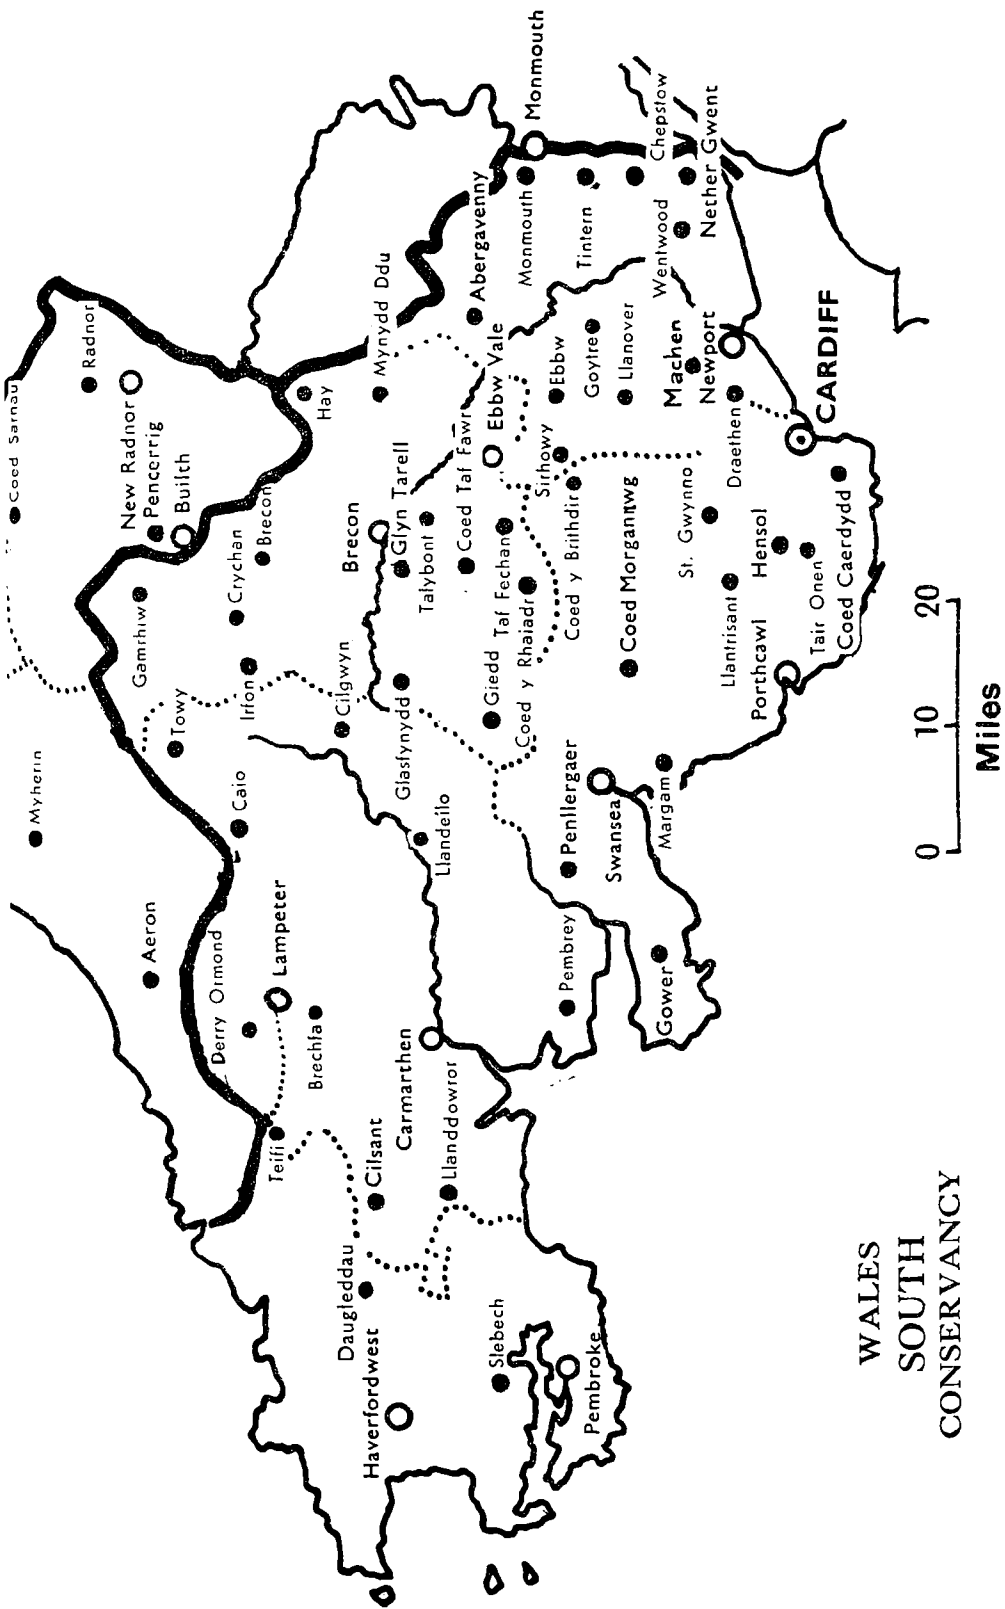 Coed Sarnau
Radnor
New Radnor
Pencerrig
Builth
Myherin
Gamrhiw
Crychan
Brecon
Hay
Mynydd Ddu
Towy
Irfon
Cilgwyn
Brecon
Glyn Tarell
Talybont
Coed Taf Fawr
Ebbw Vale
Abergavenny
Monmouth
Monmouth
Aeron
Caio
Derry Ormond
Lampeter
Brechfa
Llandeilo
Glasfynydd
Giedd
Taf Fechan
Coed y Rhaiadr
Sirhowy
Coed y Brithdir
Ebbw
Goytre
Llanover
Tintern
Wentwood
Chepstow
Nether Gwent
Machen
Newport
Draethen
CARDIFF
Teifi
Cilsant
Carmarthen
Llanddowror
Pembrey
Penllergaer
Swansea
Margam
Gower
Coed Morgannwg
St. Gwynno
Llantrisant
Hensol
Porthcawl
Tair Onen
Coed Caerdydd
Daugleddau
Haverfordwest
Slebech
Pembroke
WALES
SOUTH
CONSERVANCY
0 10 20
Miles